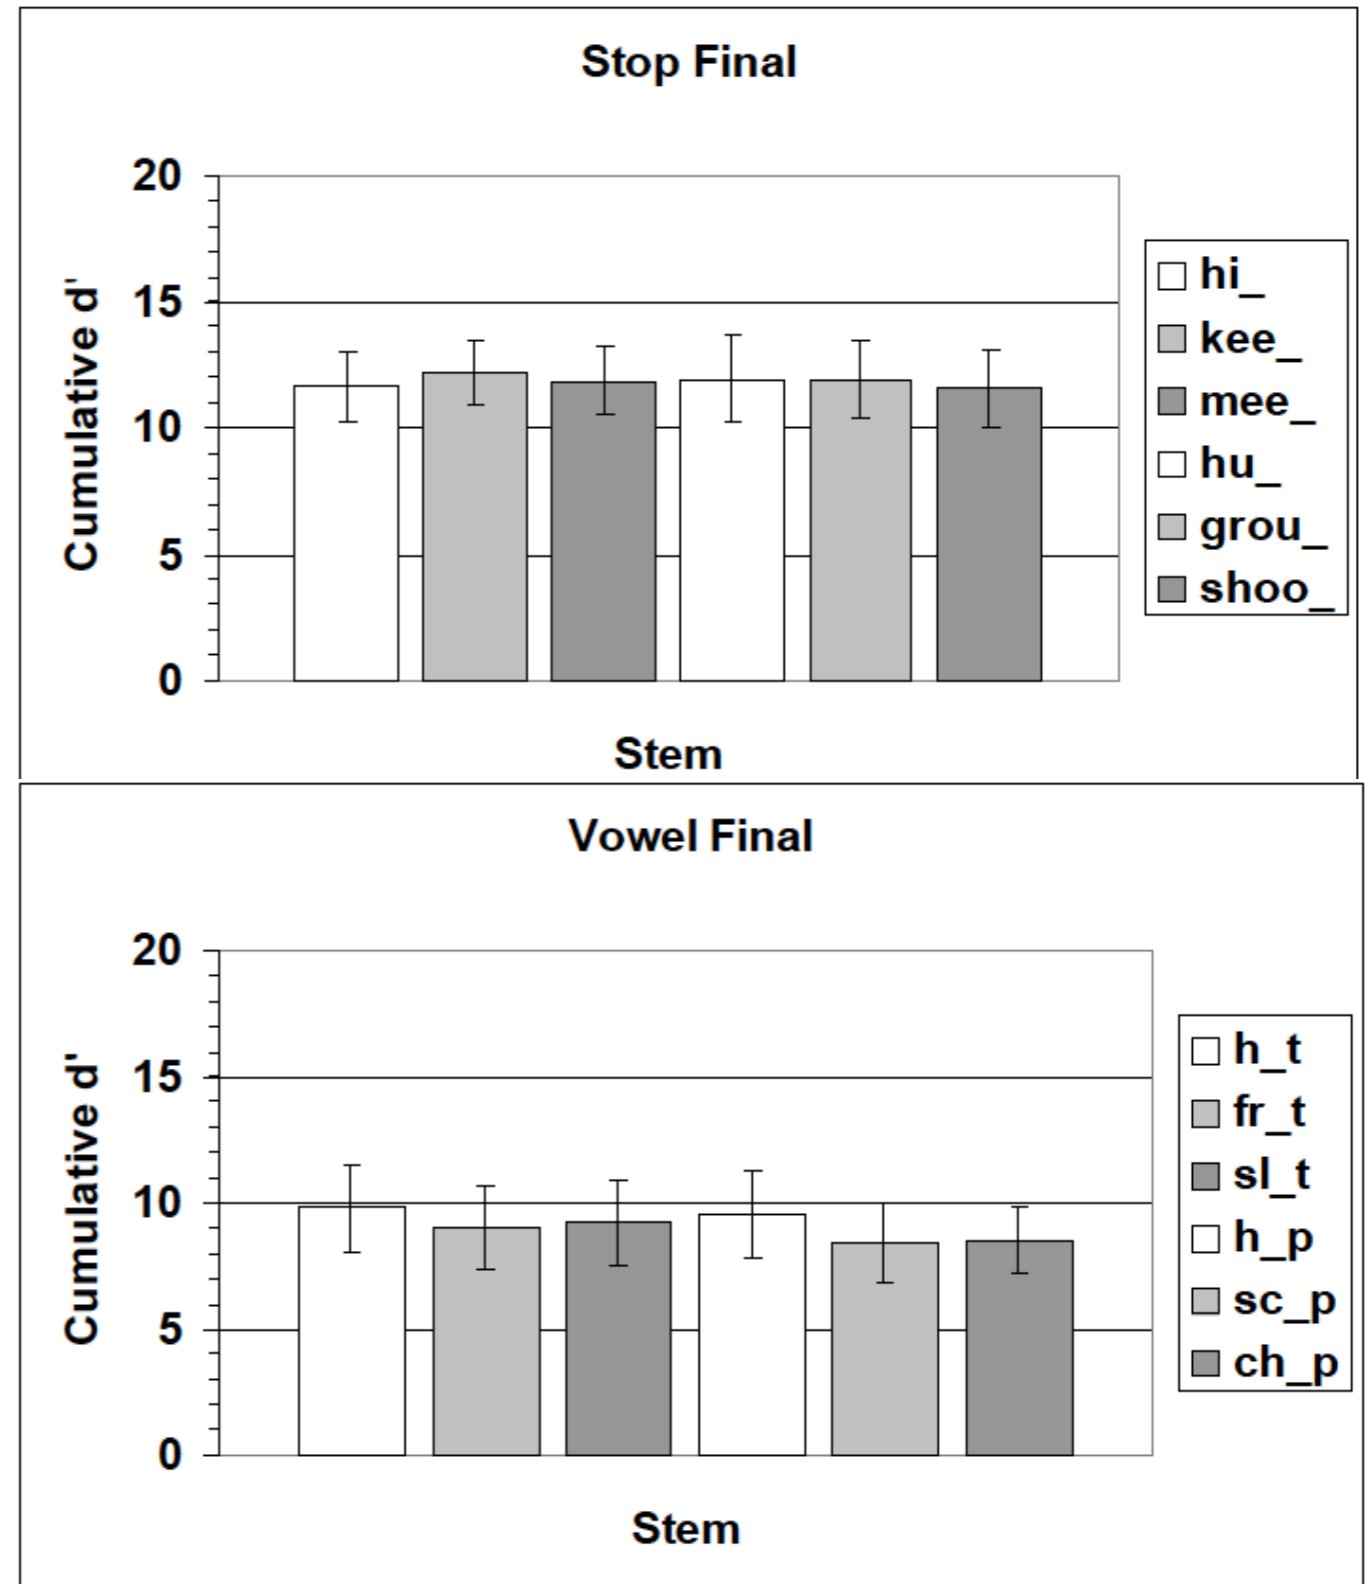 Stop Final
20
15
10
5
0
Cumulative d'
Stem
hi_
kee_
mee_
hu_
grou_
shoo_
Vowel Final
20
15
10
5
0
Cumulative d'
Stem
h_t
fr_t
sl_t
h_p
sc_p
ch_p